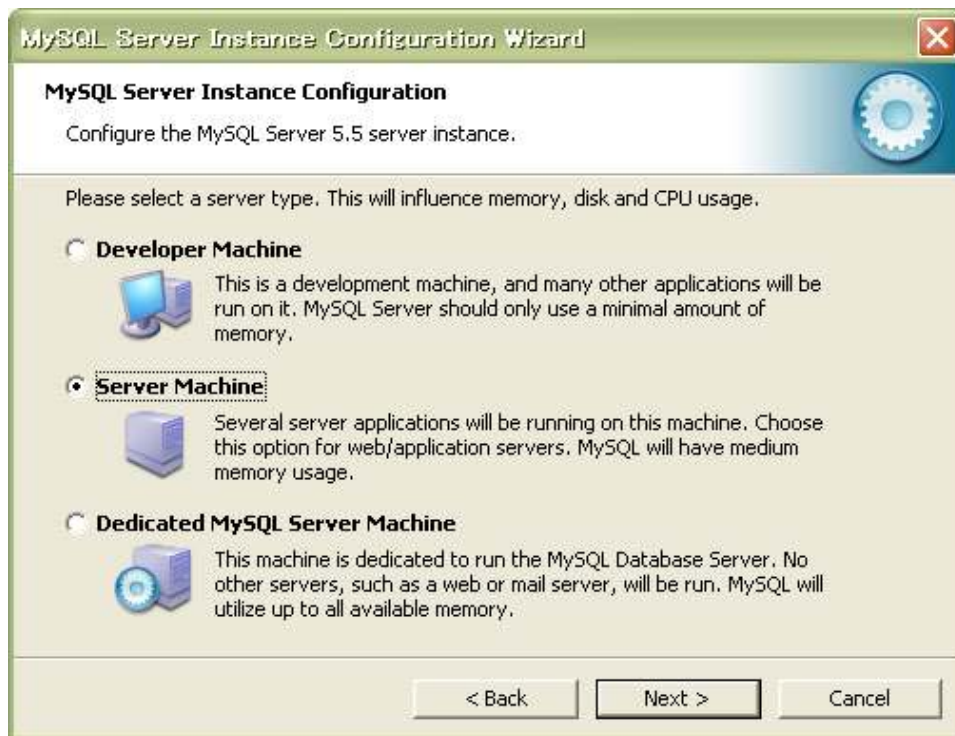 MySQL Server Instance Configuration Wizard
MySQL Server Instance Configuration
Configure the MySQL Server 5.5 server instance.
Please select a server type. This will influence memory, disk and CPU usage.
Developer Machine
This is a development machine, and many other applications will be
run on it. MySQL Server should only use a minimal amount of
memory.
Server Machine
Several server applications will be running on this machine. Choose
this option for web/application servers. MySQL will have medium
memory usage.
Dedicated MySQL Server Machine
This machine is dedicated to run the MySQL Database Server. No
other servers, such as a web or mail server, will be run. MySQL will
utilize up to all available memory.
< Back
Next >
Cancel